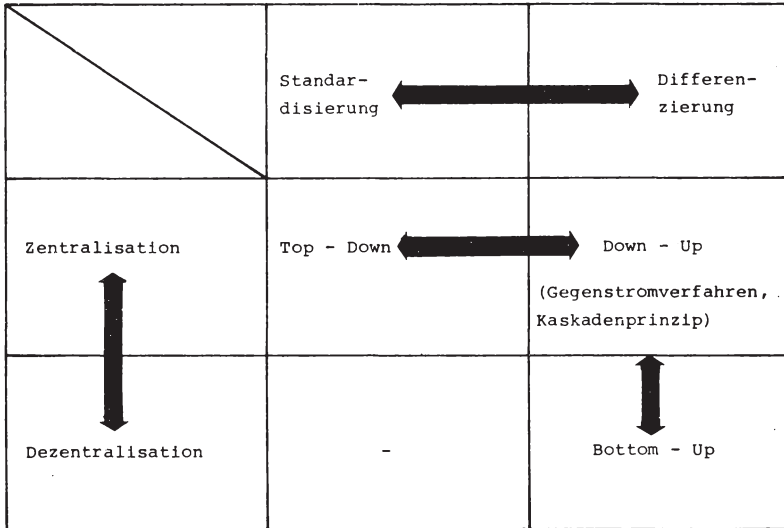 Standar-
disierung
Differen-
zierung
Zentralisation
Top - Down
Down - Up
(Gegenstromverfahren,
Kaskadenprinzip)
Dezentralisation
-
Bottom - Up